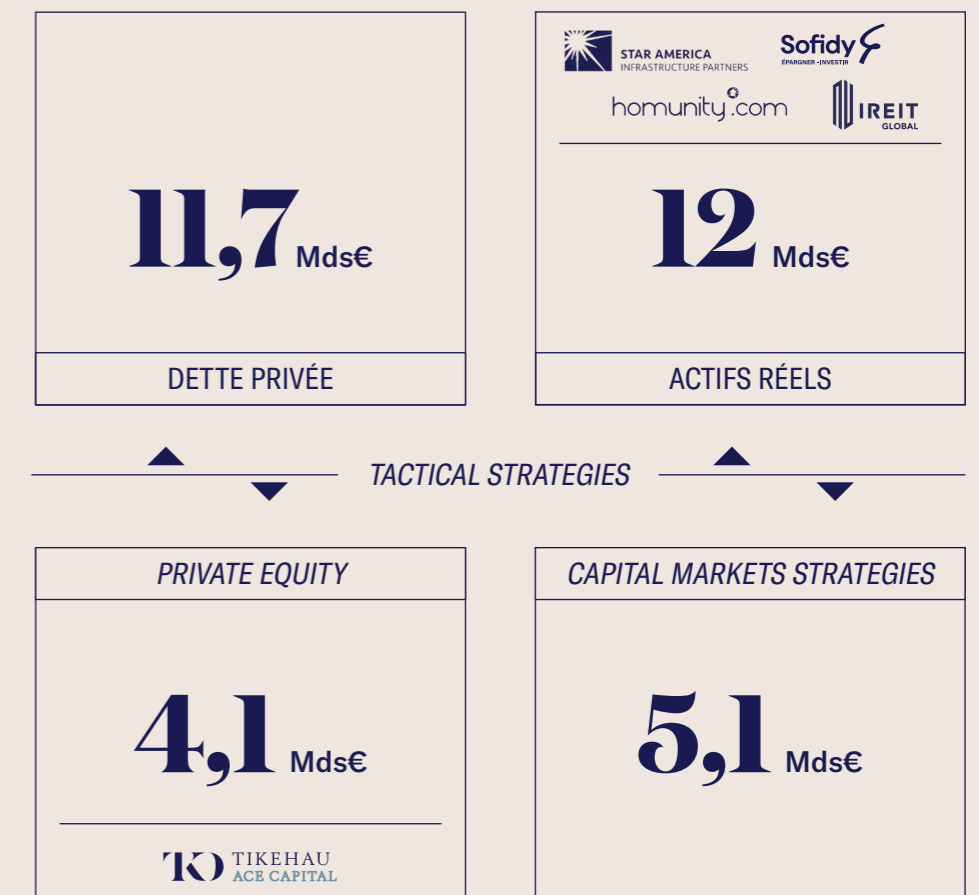 11,7 Mds€
DETTE PRIVÉE
STAR AMERICA
INFRASTRUCTURE PARTNERS
Sofidy
ÉPARGNER - INVESTIR
homunity.com
IREIT
GLOBAL
12 Mds€
ACTIFS RÉELS
TACTICAL STRATEGIES
PRIVATE EQUITY
4,1 Mds€
TKO TIKEHAU
ACE CAPITAL
CAPITAL MARKETS STRATEGIES
5,1 Mds€